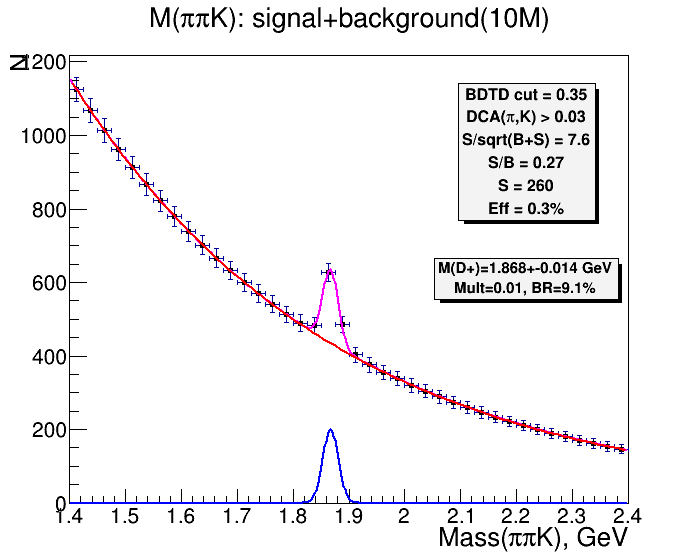 M(ππK): signal+background(10M)
N
1200
1000
800
600
400
200
0
BDTD cut = 0.35
DCA(π,K) > 0.03
S/sqrt(B+S) = 7.6
S/B = 0.27
S = 260
Eff = 0.3%
M(D+)=1.868+-0.014 GeV
Mult=0.01, BR=9.1%
1.4 1.5 1.6 1.7 1.8 1.9 2 2.1 2.2 2.3 2.4
Mass(ππK), GeV